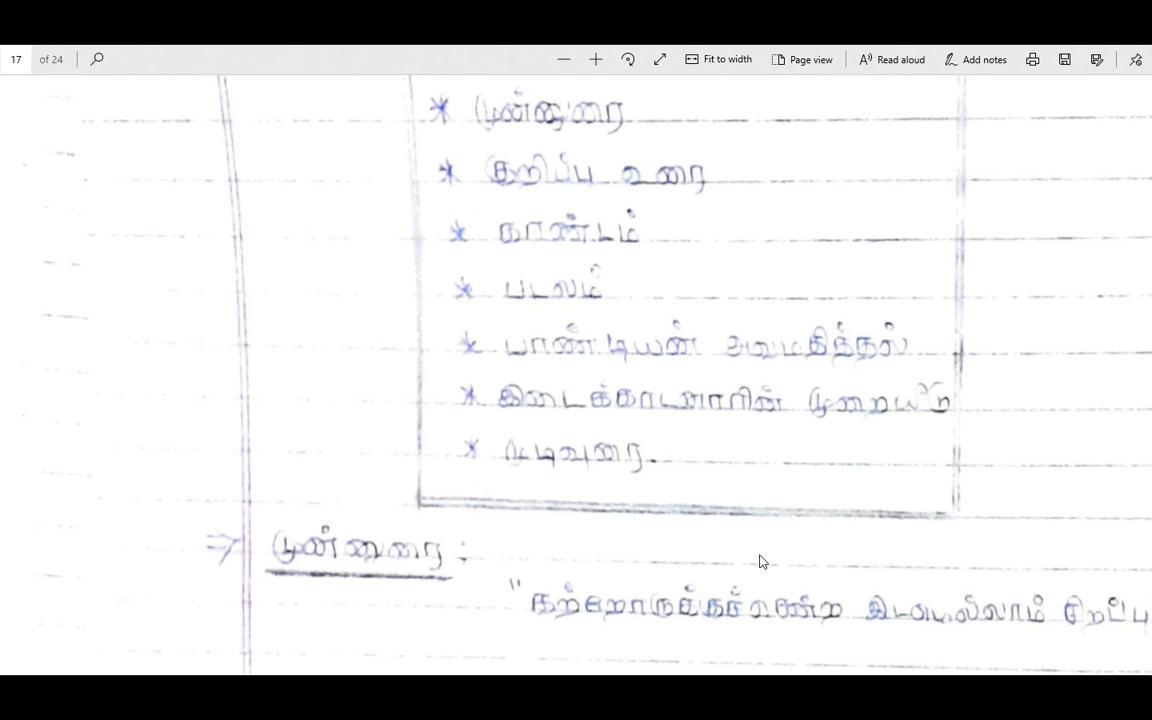 17 of 24 Fit to width Page view Read aloud Add notes
* முன்னுரை
* குறிப்பு உரை
* காண்டம்
* படலம்
* பாண்டியன் அவமதித்தல்
* இடைக்காடனாரின் முறையீடு
* முடிவுரை.
⇒ முன்னுரை :
"கற்றோருக்குச்சென்ற இடமெல்லாம் சிறப்பு